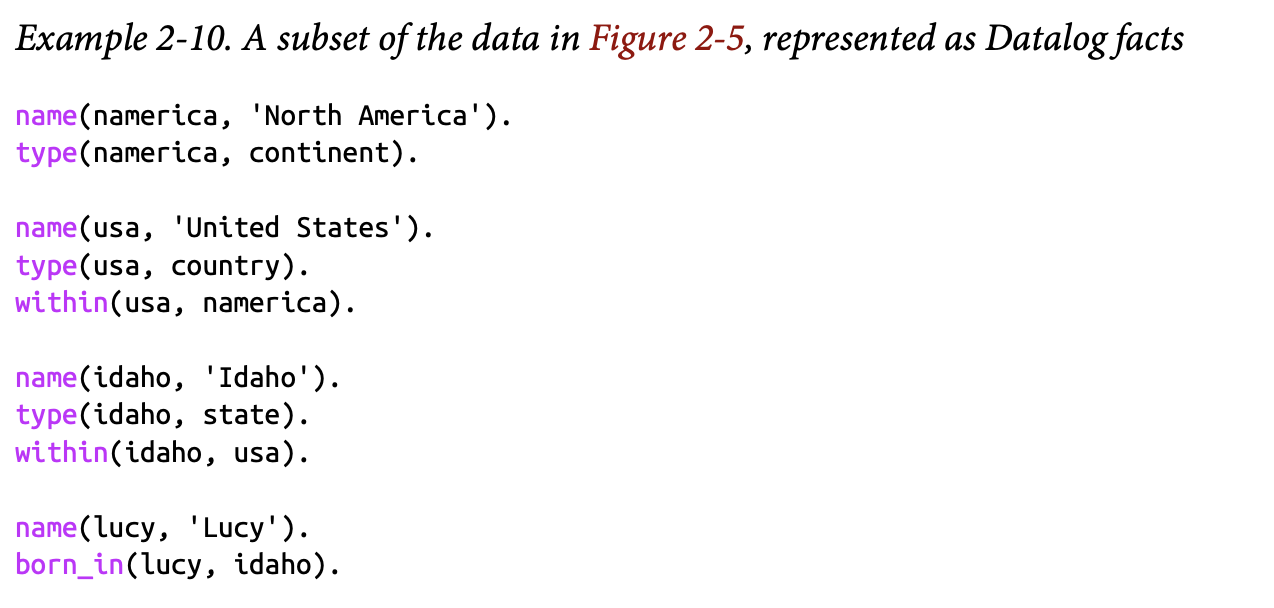 Example 2-10. A subset of the data in Figure 2-5, represented as Datalog facts
name(namerica, 'North America').
type(namerica, continent).
name(usa, 'United States').
type(usa, country).
within(usa, namerica).
name(idaho, 'Idaho').
type(idaho, state).
within(idaho, usa).
name(lucy, 'Lucy').
born_in(lucy, idaho).